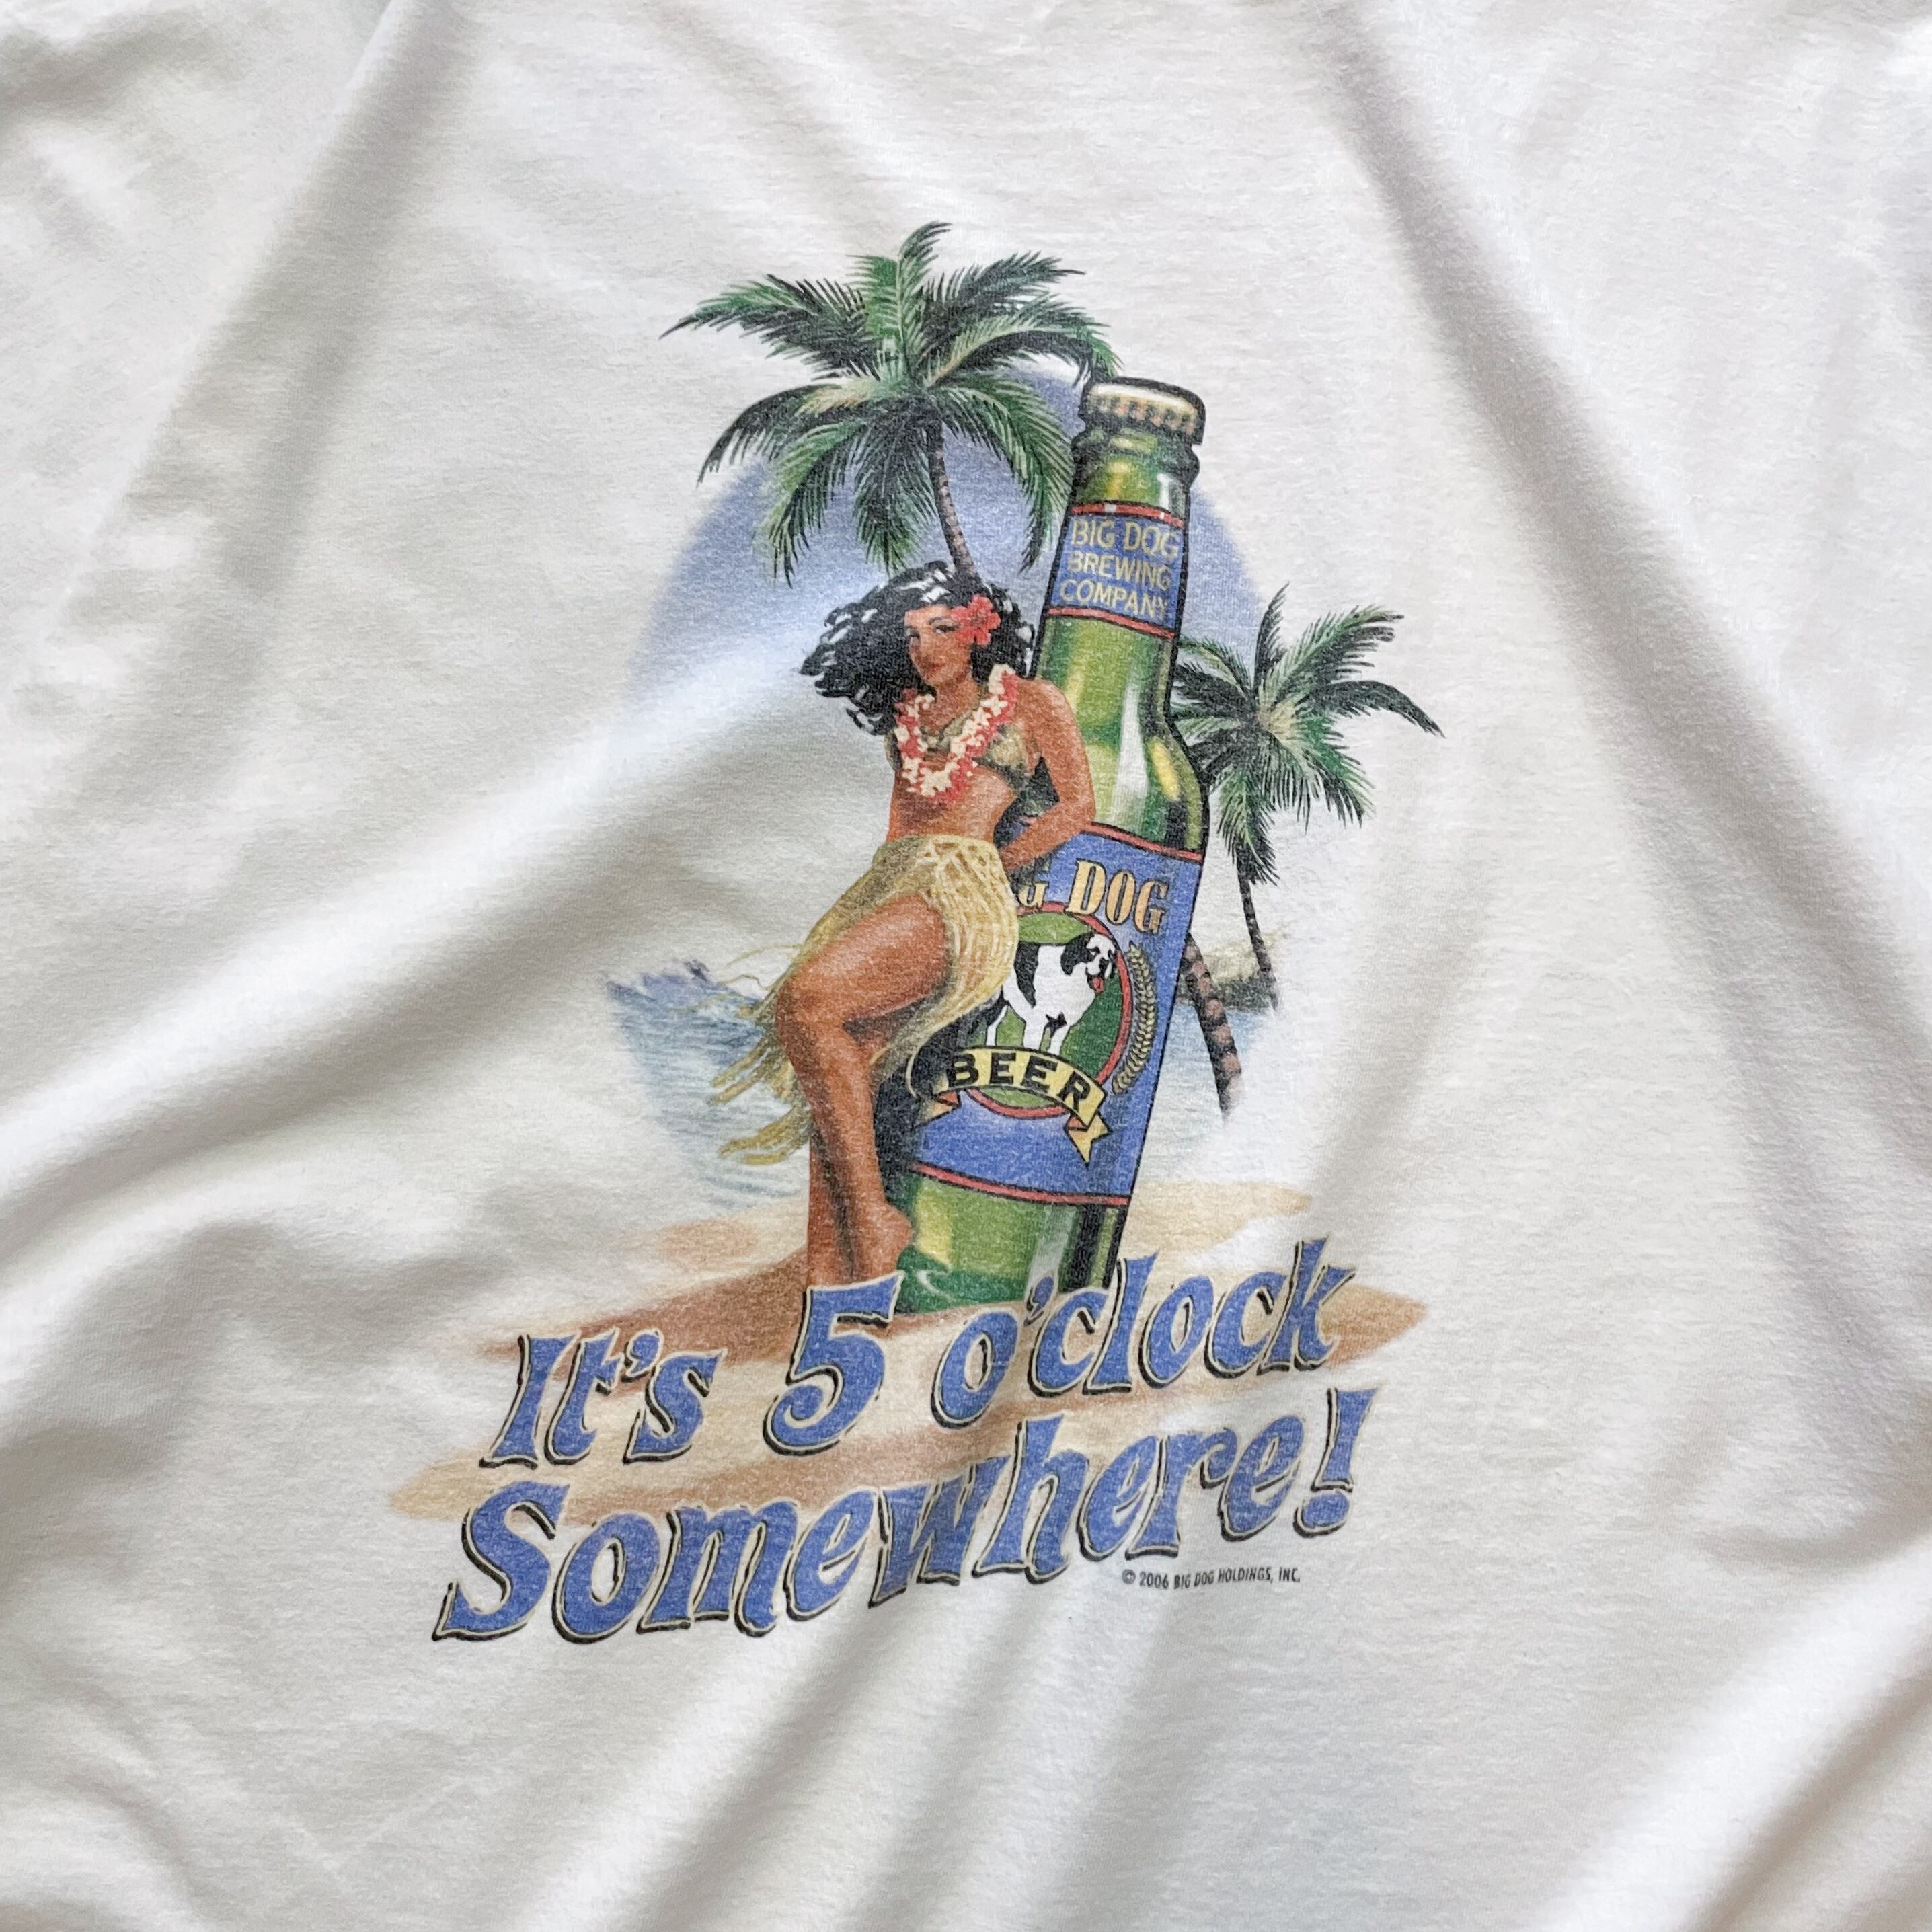 BIG DOG
BREWING
COMPANY
DOG
BEER
It's 5 o'clock
Somewhere!
© 2006 BIG DOG HOLDINGS, INC.